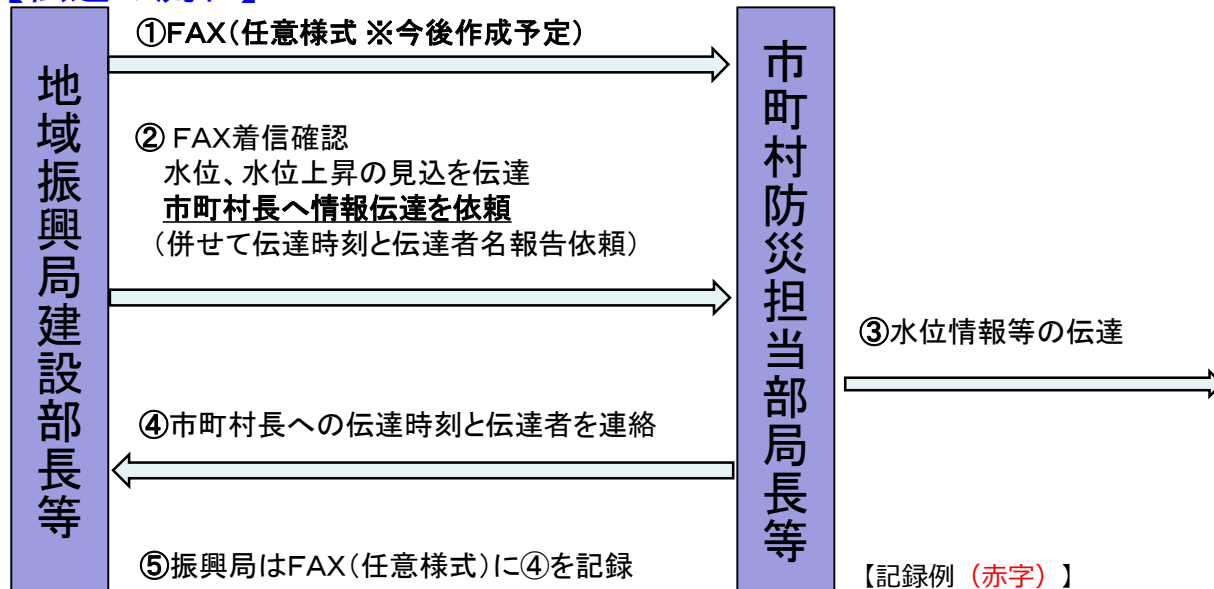 ①FAX(任意様式 ※今後作成予定)
地域振興局建設部長等
② FAX着信確認
水位、水位上昇の見込を伝達
市町村長へ情報伝達を依頼
(併せて伝達時刻と伝達者名報告依頼)
市町村防災担当部局長等
③水位情報等の伝達
④市町村長への伝達時刻と伝達者を連絡
⑤振興局はFAX(任意様式)に④を記録
【記録例(赤字)】